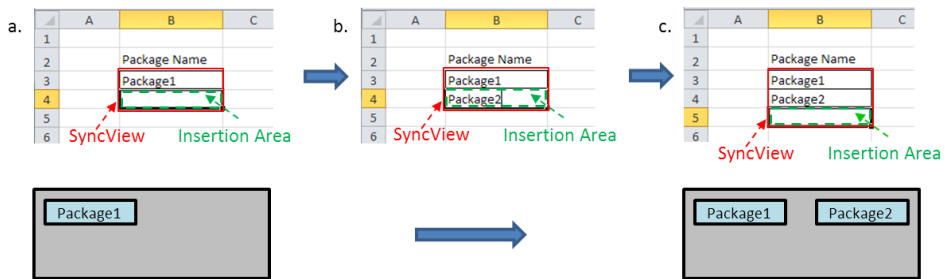 a.
A B C
1
2 Package Name
3 Package1
4
5
6
SyncView Insertion Area
b.
A B C
1
2 Package Name
3 Package1
4 Package2
5
6
SyncView Insertion Area
c.
A B C
1
2 Package Name
3 Package1
4 Package2
5
6
SyncView Insertion Area
Package1
Package1 Package2